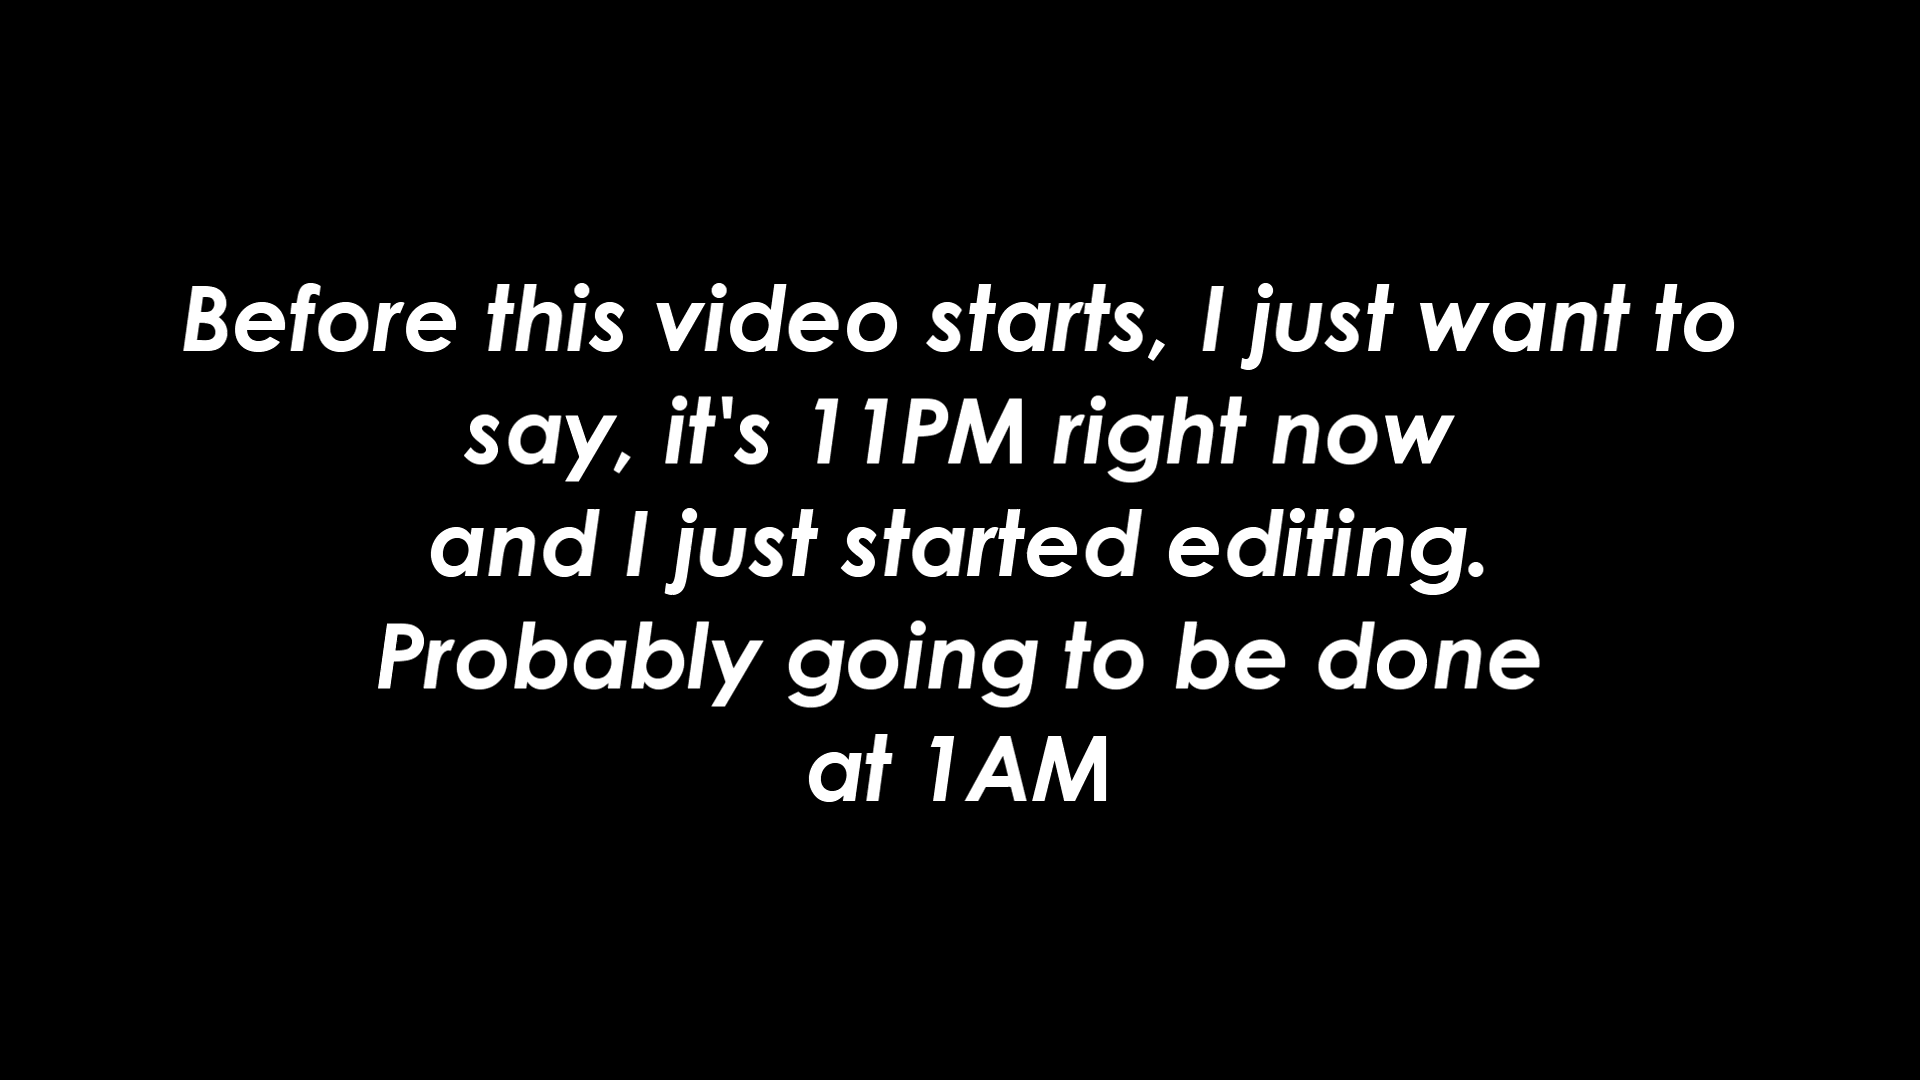 Before this video starts, I just want to
say, it's 11PM right now
and I just started editing.
Probably going to be done
at 1AM